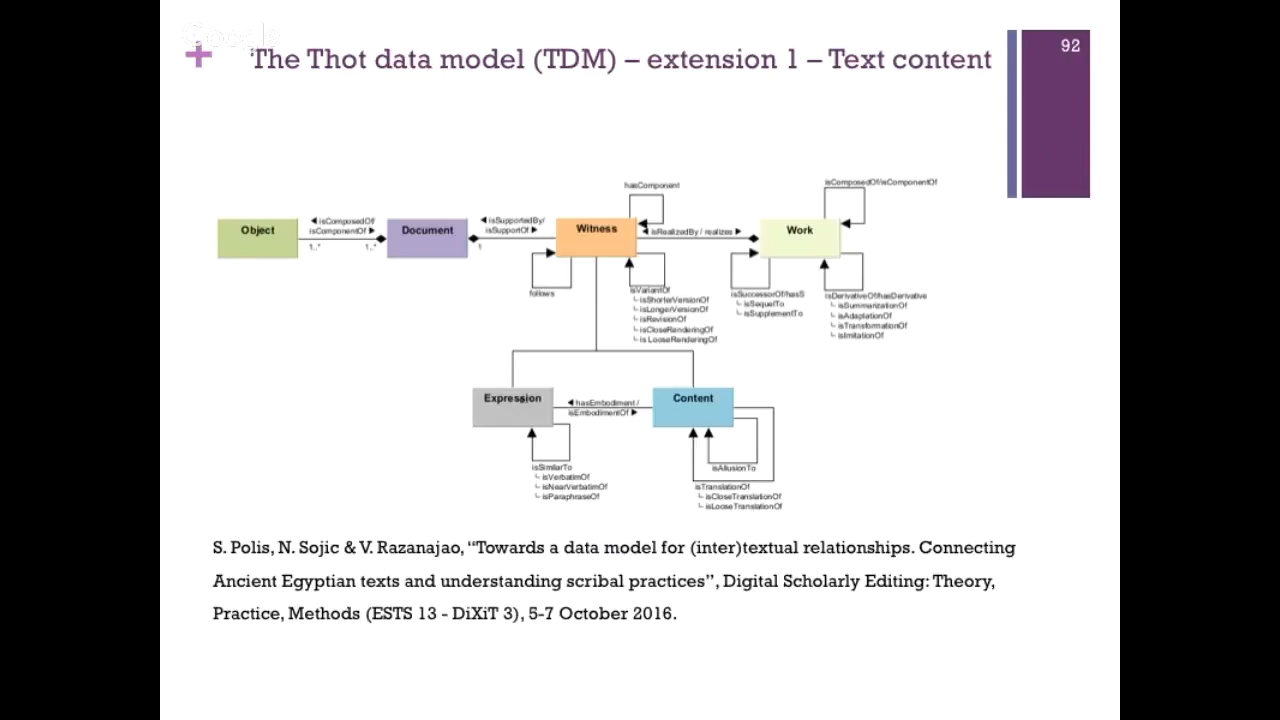 Google
92
The Thot data model (TDM) – extension 1 – Text content
hasComponent
isComposedOf/isComponentOf
Object
◀ isComposedOf
isComponentOf ▶
1..*
1..*
Document
◀ isSupportedBy/
isSupportOf ▶
1
Witness
◀ isRealizedBy / realizes ▶
Work
follows
isVariantOf
└ isShorterVersionOf
└ isLongerVersionOf
└ isRevisionOf
└ isCloseRenderingOf
└ is LooseRenderingOf
isSuccessorOf/hasS
└ isSequelTo
└ isSupplementTo
isDerivativeOf/hasDerivative
└ isSummarizationOf
└ isAdaptationOf
└ isTransformationOf
└ isImitationOf
Expression
◀ hasEmbodiment /
isEmbodimentOf ▶
Content
isSimilarTo
└ isVerbatimOf
└ isNearVerbatimOf
└ isParaphraseOf
isAllusionTo
isTranslationOf
└ isCloseTranslationOf
└ isLooseTranslationOf
S. Polis, N. Sojic & V. Razanajao, “Towards a data model for (inter)textual relationships. Connecting
Ancient Egyptian texts and understanding scribal practices”, Digital Scholarly Editing: Theory,
Practice, Methods (ESTS 13 - DiXiT 3), 5-7 October 2016.